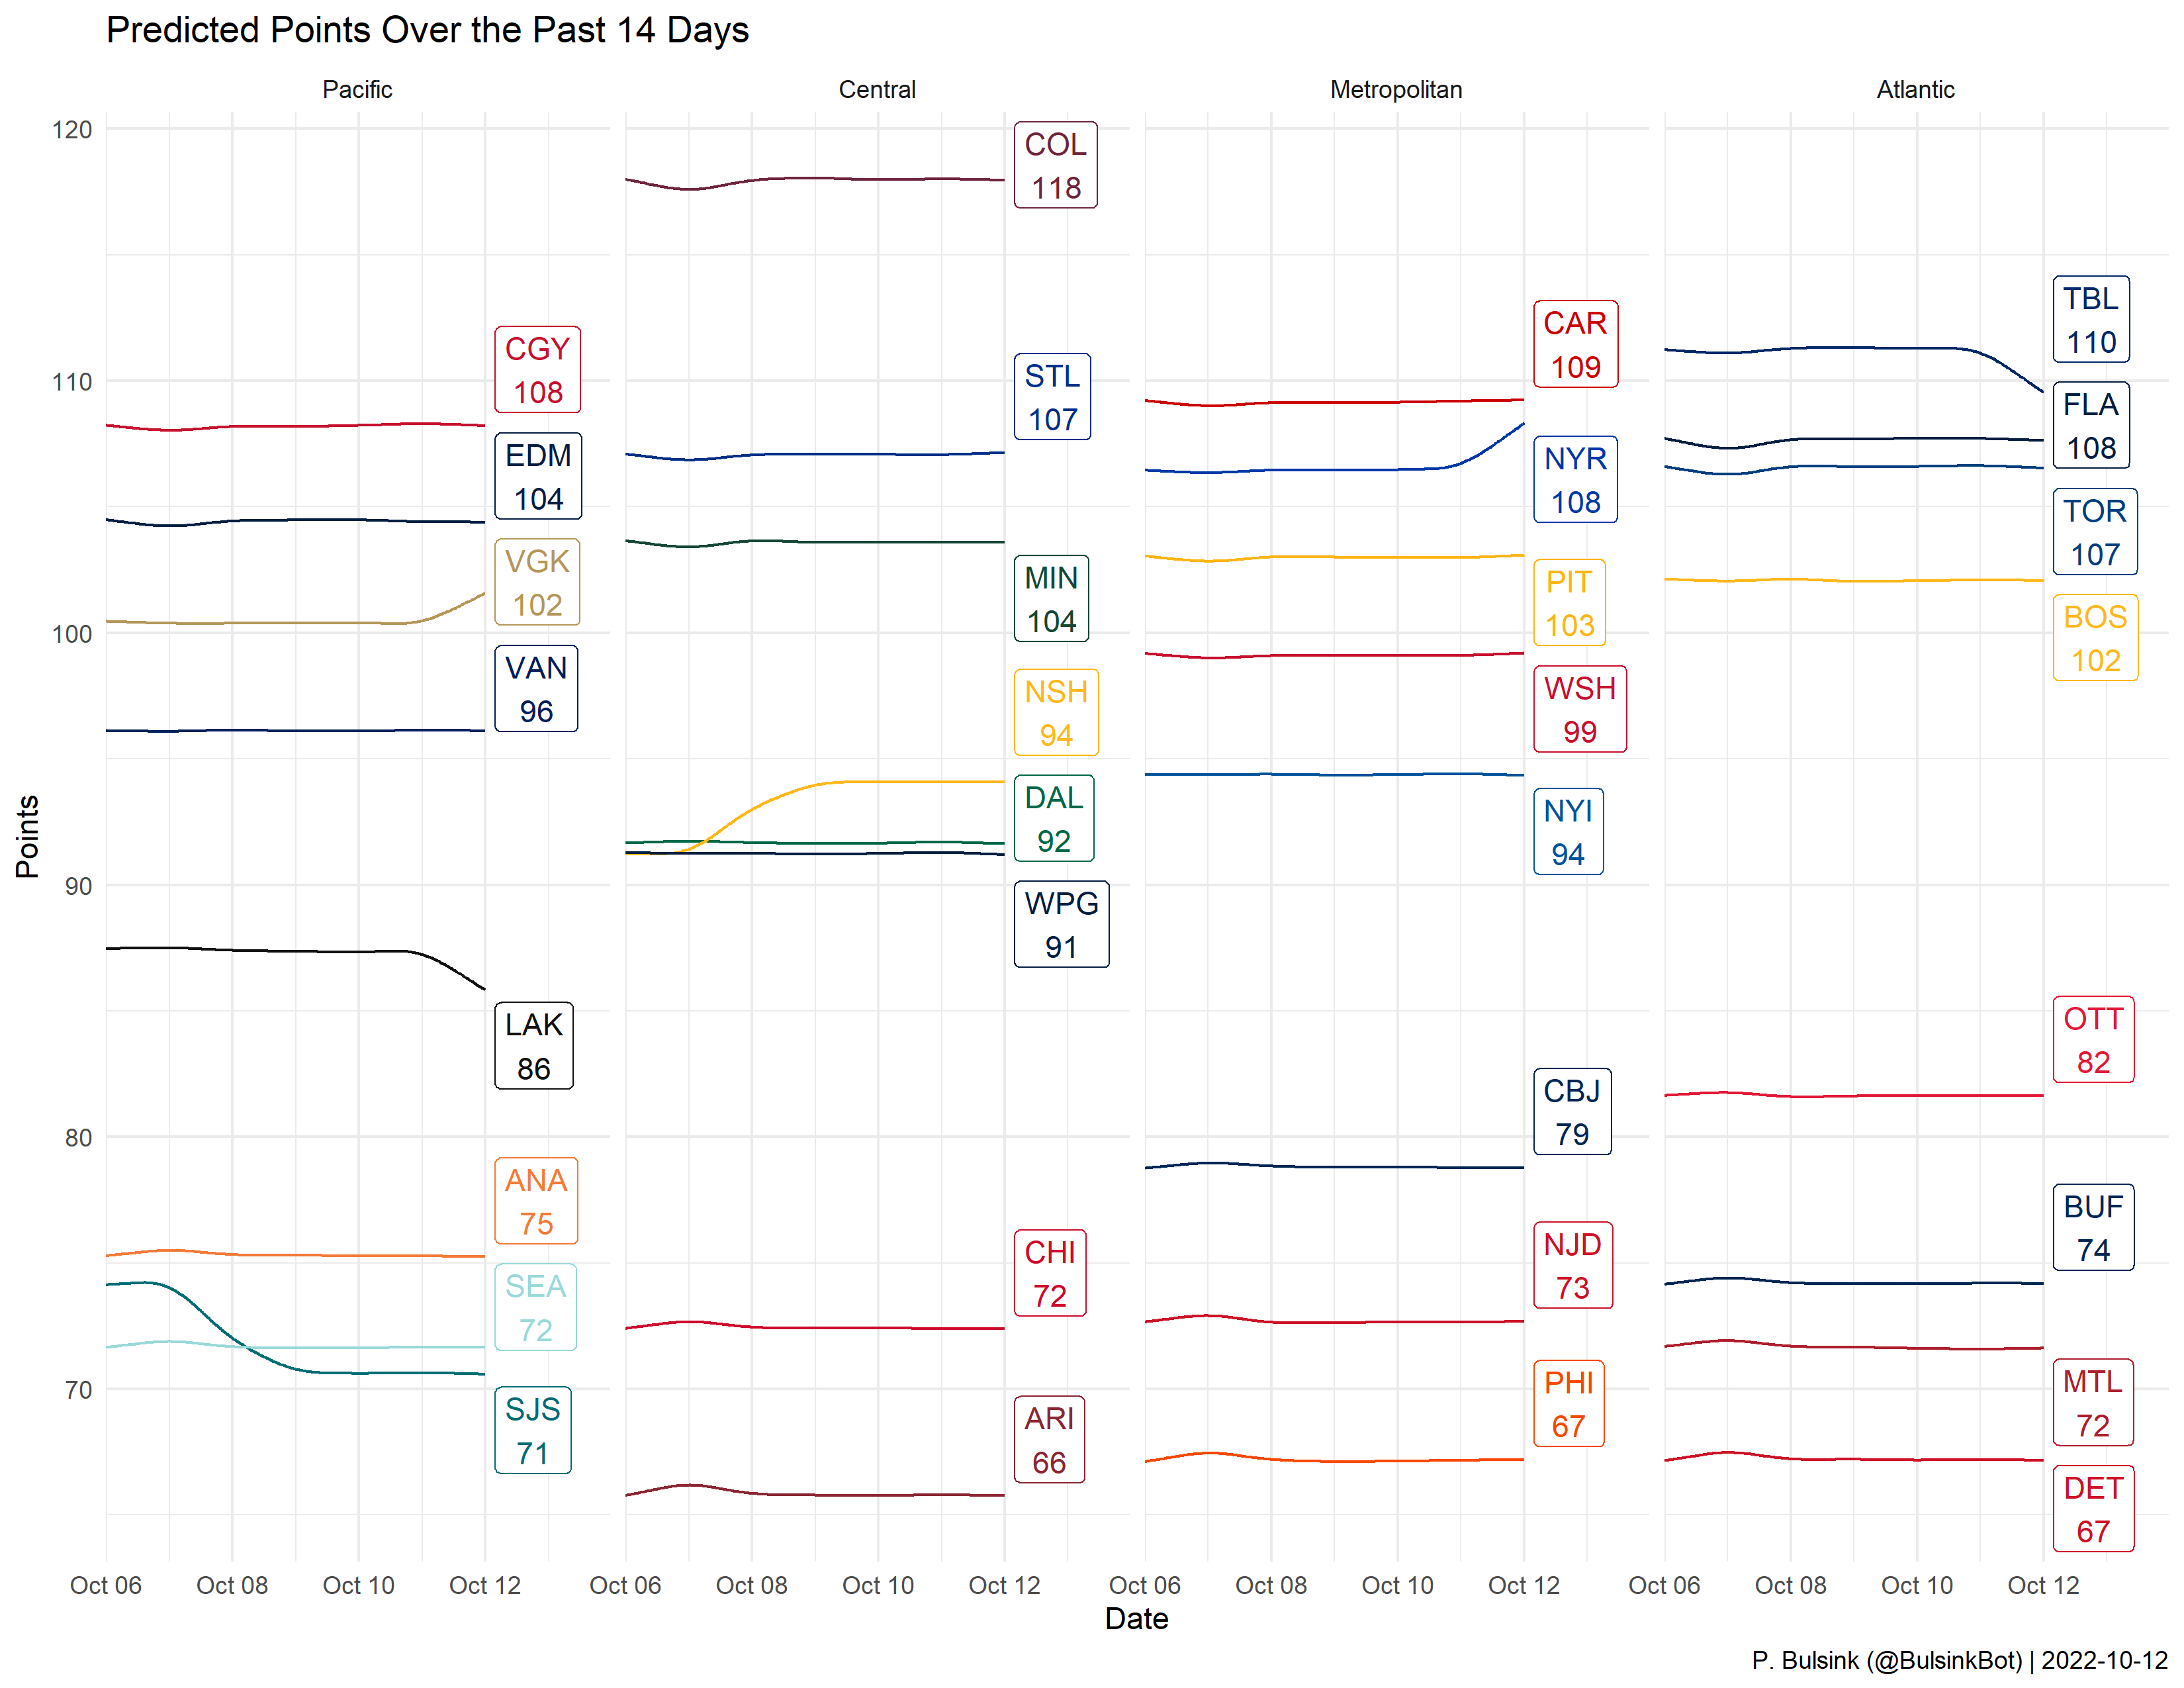 Predicted Points Over the Past 14 Days
Pacific
Central
Metropolitan
Atlantic
Points
120
110
100
90
80
70
CGY
108
EDM
104
VGK
102
VAN
96
LAK
86
ANA
75
SEA
72
SJS
71
COL
118
STL
107
MIN
104
NSH
94
DAL
92
WPG
91
CHI
72
ARI
66
CAR
109
NYR
108
PIT
103
WSH
99
NYI
94
CBJ
79
NJD
73
PHI
67
TBL
110
FLA
108
TOR
107
BOS
102
OTT
82
BUF
74
MTL
72
DET
67
Oct 06 Oct 08 Oct 10 Oct 12
Oct 06 Oct 08 Oct 10 Oct 12
Oct 06 Oct 08 Oct 10 Oct 12
Oct 06 Oct 08 Oct 10 Oct 12
Date
P. Bulsink (@BulsinkBot) | 2022-10-12